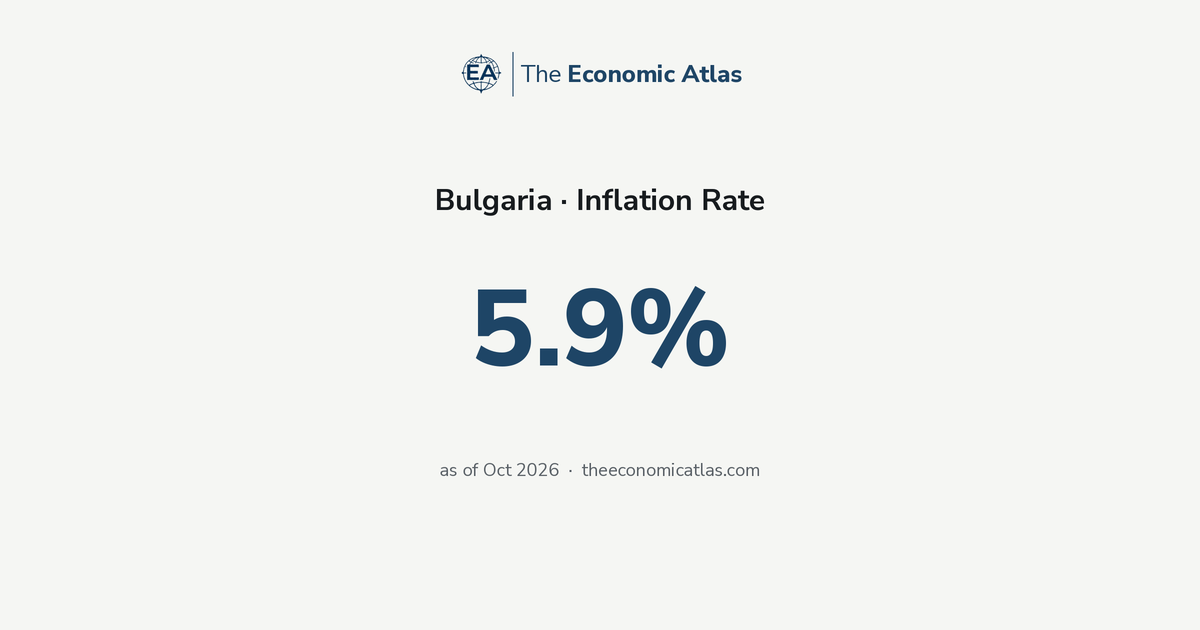 EA The Economic Atlas
Bulgaria · Inflation Rate
5.9%
as of Oct 2026 · theeconomicatlas.com